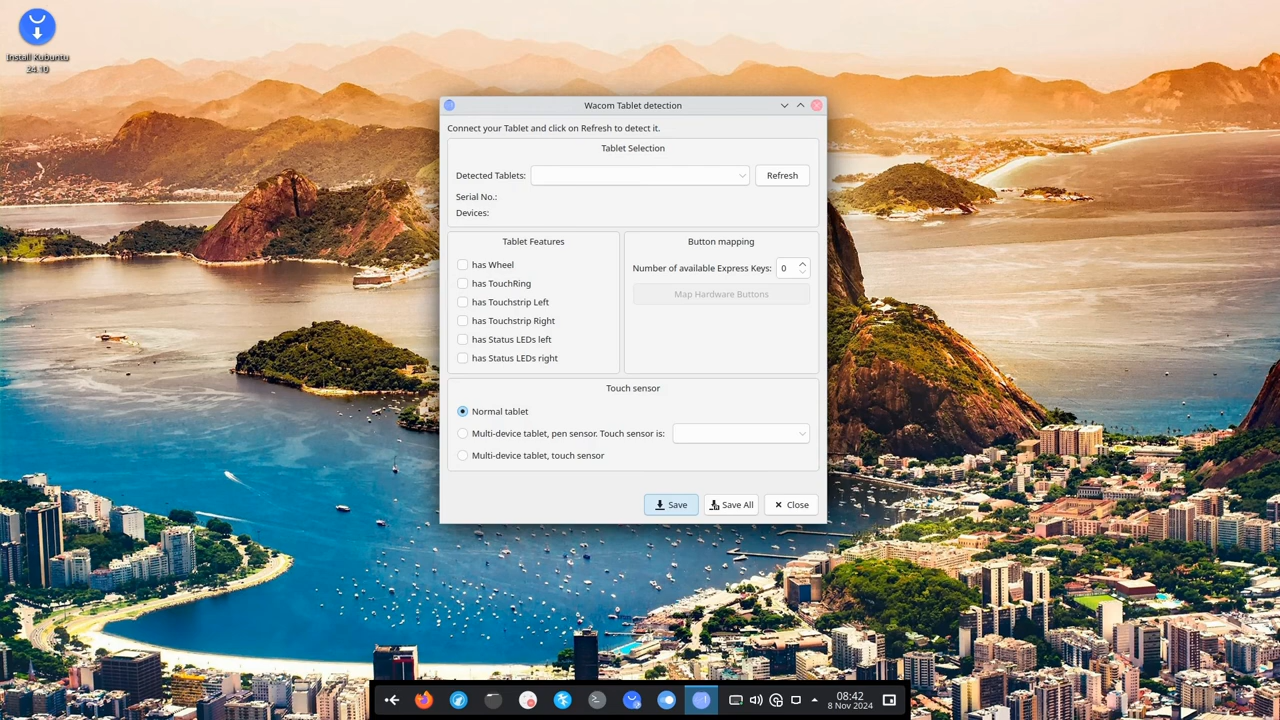 Install Kubuntu
24.10
Wacom Tablet detection
Connect your Tablet and click on Refresh to detect it.
Tablet Selection
Detected Tablets:
Refresh
Serial No.:
Devices:
Tablet Features
has Wheel
has TouchRing
has Touchstrip Left
has Touchstrip Right
has Status LEDs left
has Status LEDs right
Button mapping
Number of available Express Keys: 0
Map Hardware Buttons
Touch sensor
Normal tablet
Multi-device tablet, pen sensor. Touch sensor is:
Multi-device tablet, touch sensor
Save
Save All
Close
08:42
8 Nov 2024